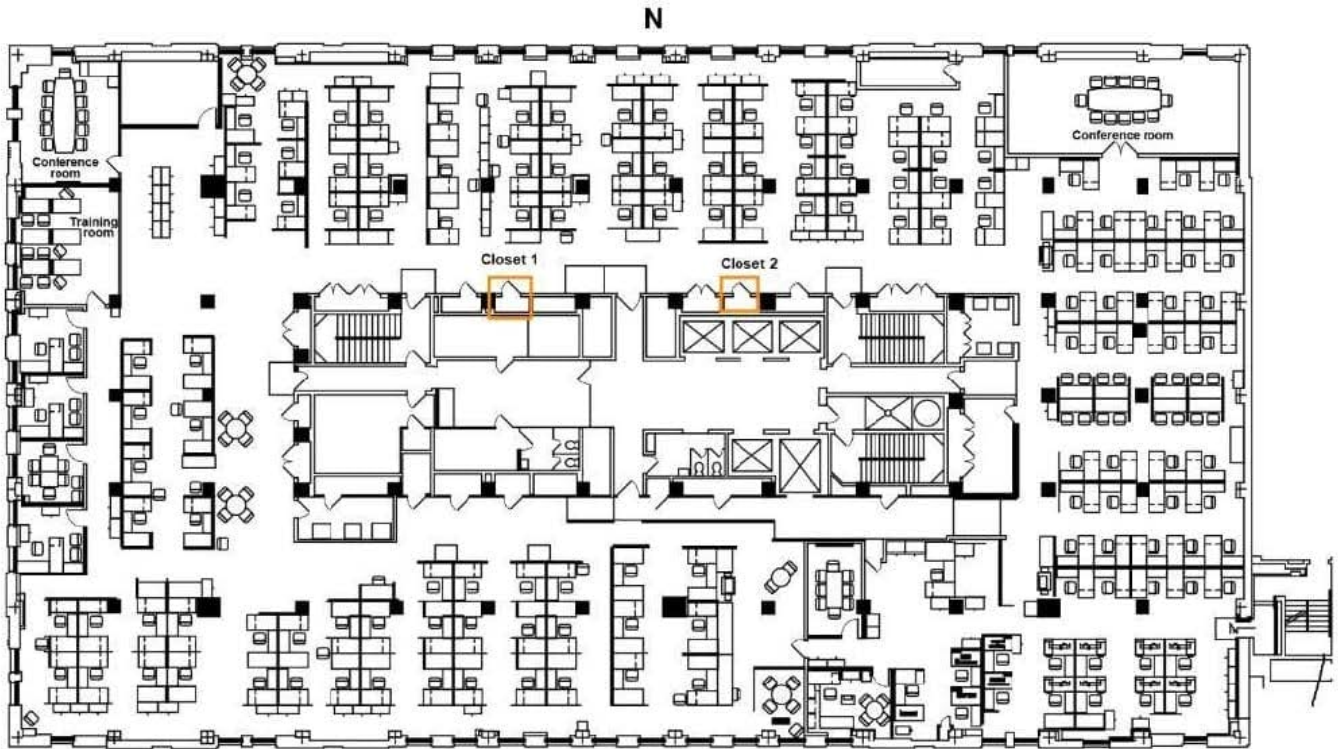 N
Conference
room
Conference room
Training
room
Closet 1
Closet 2